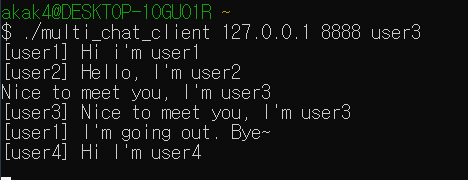 akak4@DESKTOP-10GUO1R ~
$ ./multi_chat_client 127.0.0.1 8888 user3
[user1] Hi i'm user1
[user2] Hello, I'm user2
Nice to meet you, I'm user3
[user3] Nice to meet you, I'm user3
[user1] I'm going out. Bye~
[user4] Hi I'm user4